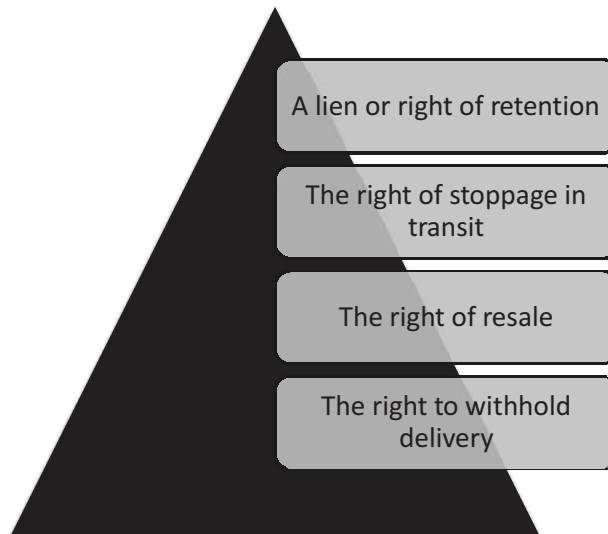 A lien or right of retention
The right of stoppage in
transit
The right of resale
The right to withhold
delivery